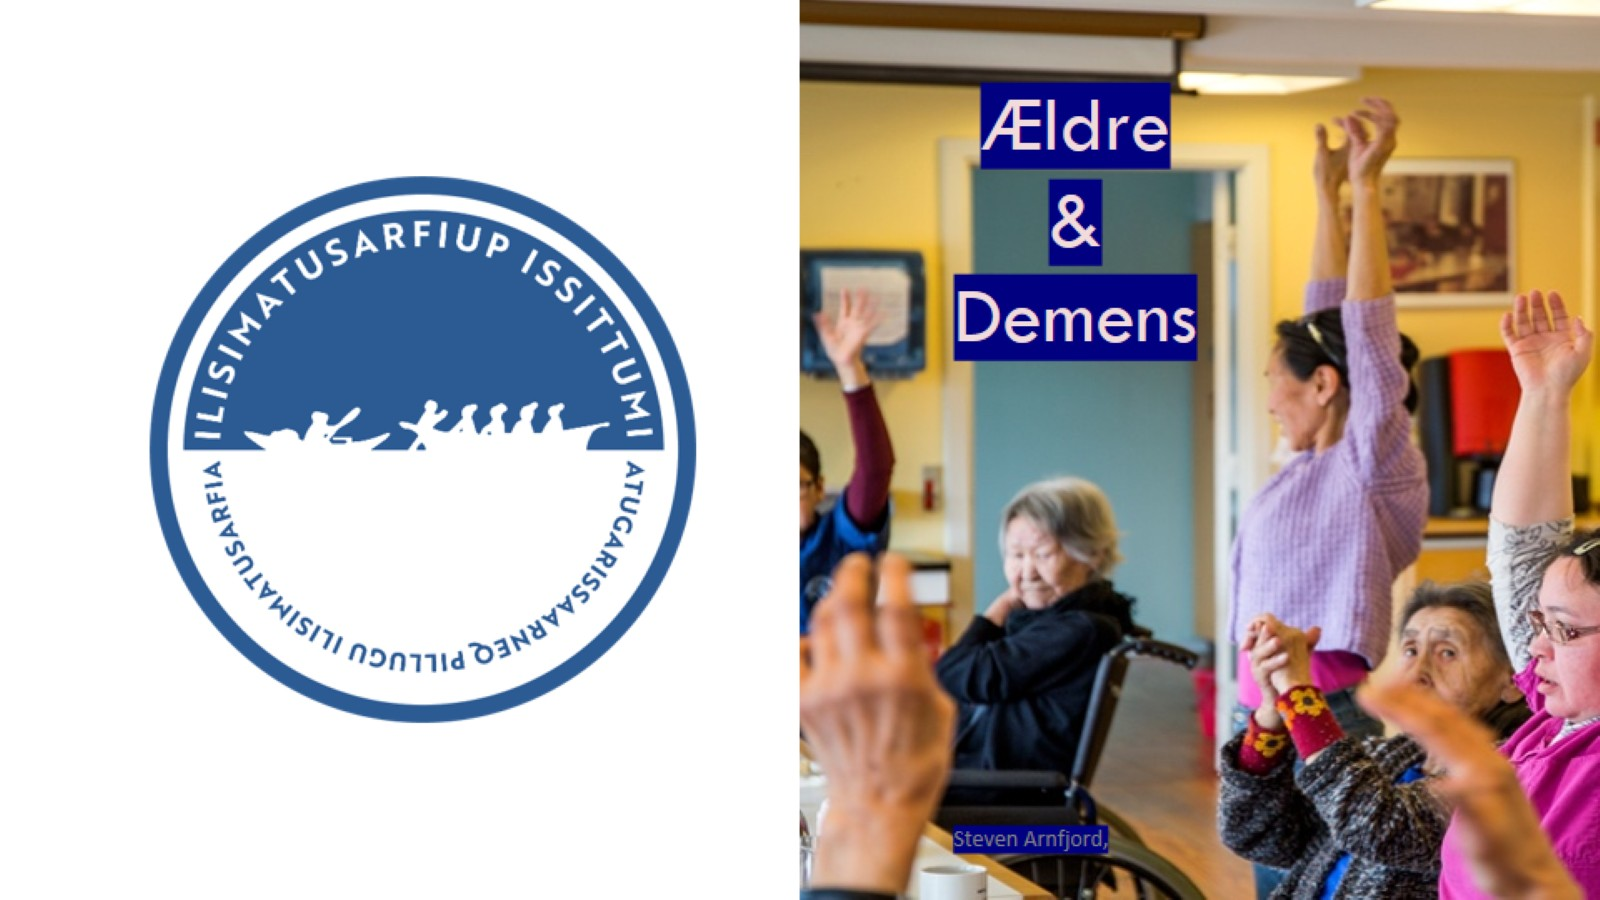 ILISIMATUSARFIUP ISSITTUMI
ATUGARISSAARNEQ PILLUGU ILISIMATUSARFIA
Ældre
&
Demens
Steven Arnfjord,